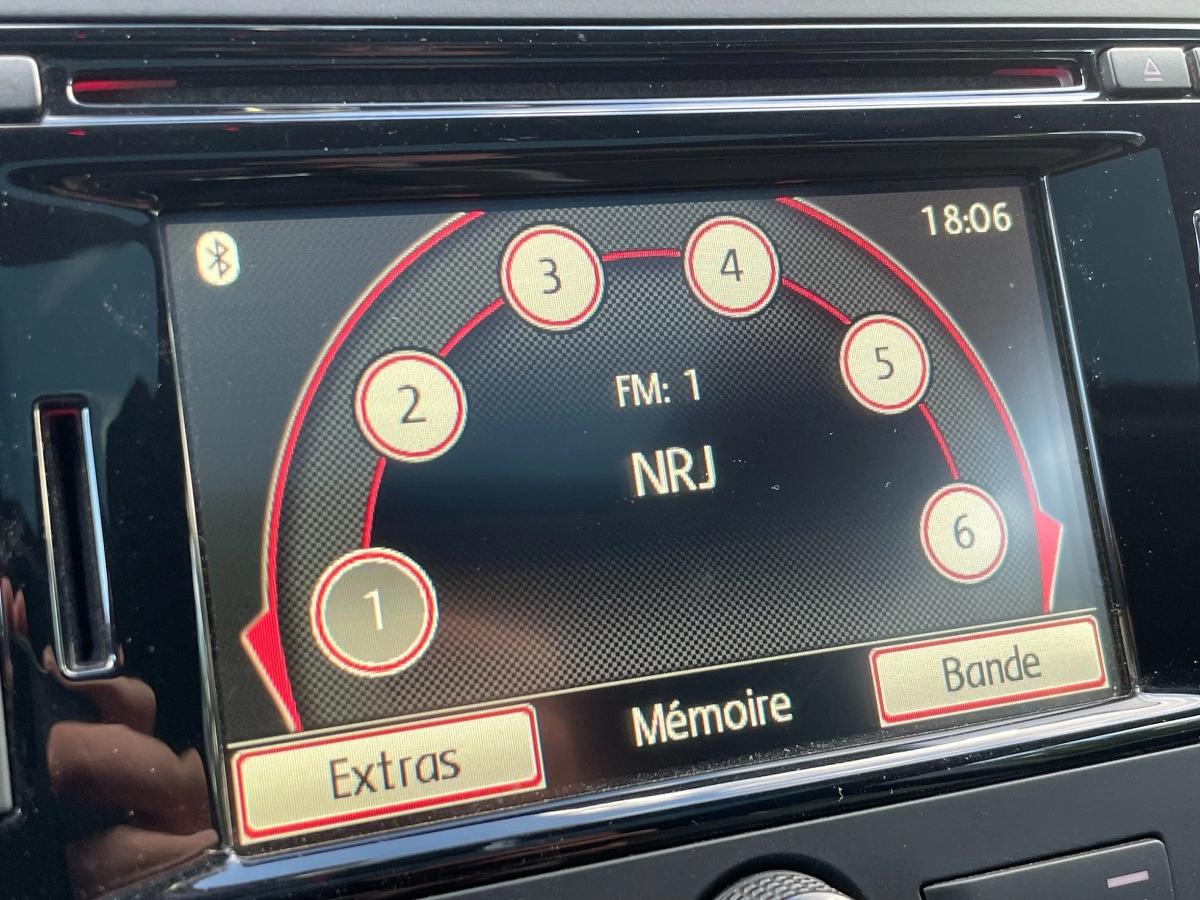 18:06
3
4
2
5
FM: 1
NRJ
6
1
Extras
Mémoire
Bande